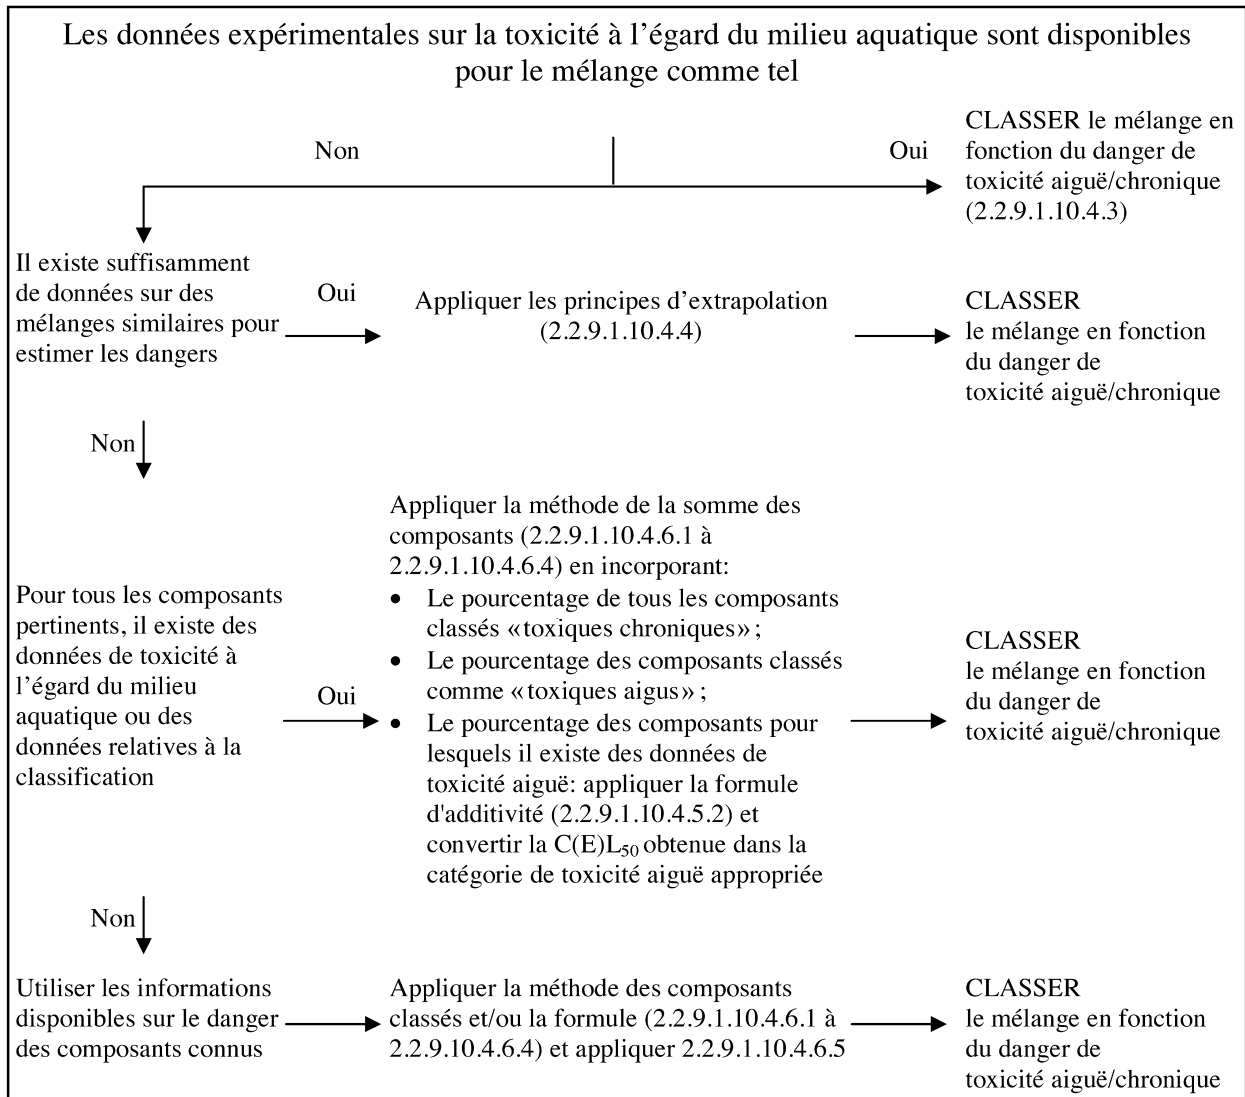 Les données expérimentales sur la toxicité à l'égard du milieu aquatique sont disponibles
pour le mélange comme tel
Non
Oui
CLASSER le mélange en
fonction du danger de
toxicité aiguë/chronique
(2.2.9.1.10.4.3)
Il existe suffisamment
de données sur des
mélanges similaires pour
estimer les dangers
Oui
Appliquer les principes d'extrapolation
(2.2.9.1.10.4.4)
CLASSER
le mélange en fonction
du danger de
toxicité aiguë/chronique
Non
Pour tous les composants
pertinents, il existe des
données de toxicité à
l'égard du milieu
aquatique ou des
données relatives à la
classification
Oui
Appliquer la méthode de la somme des
composants (2.2.9.1.10.4.6.1 à
2.2.9.1.10.4.6.4) en incorporant:
• Le pourcentage de tous les composants
classés «toxiques chroniques»;
• Le pourcentage des composants classés
comme «toxiques aigus»;
• Le pourcentage des composants pour
lesquels il existe des données de
toxicité aiguë: appliquer la formule
d'additivité (2.2.9.1.10.4.5.2) et
convertir la C(E)L50 obtenue dans la
catégorie de toxicité aiguë appropriée
CLASSER
le mélange en fonction
du danger de
toxicité aiguë/chronique
Non
Utiliser les informations
disponibles sur le danger
des composants connus
Appliquer la méthode des composants
classés et/ou la formule (2.2.9.1.10.4.6.1 à
2.2.9.10.4.6.4) et appliquer 2.2.9.1.10.4.6.5
CLASSER
le mélange en fonction
du danger de
toxicité aiguë/chronique